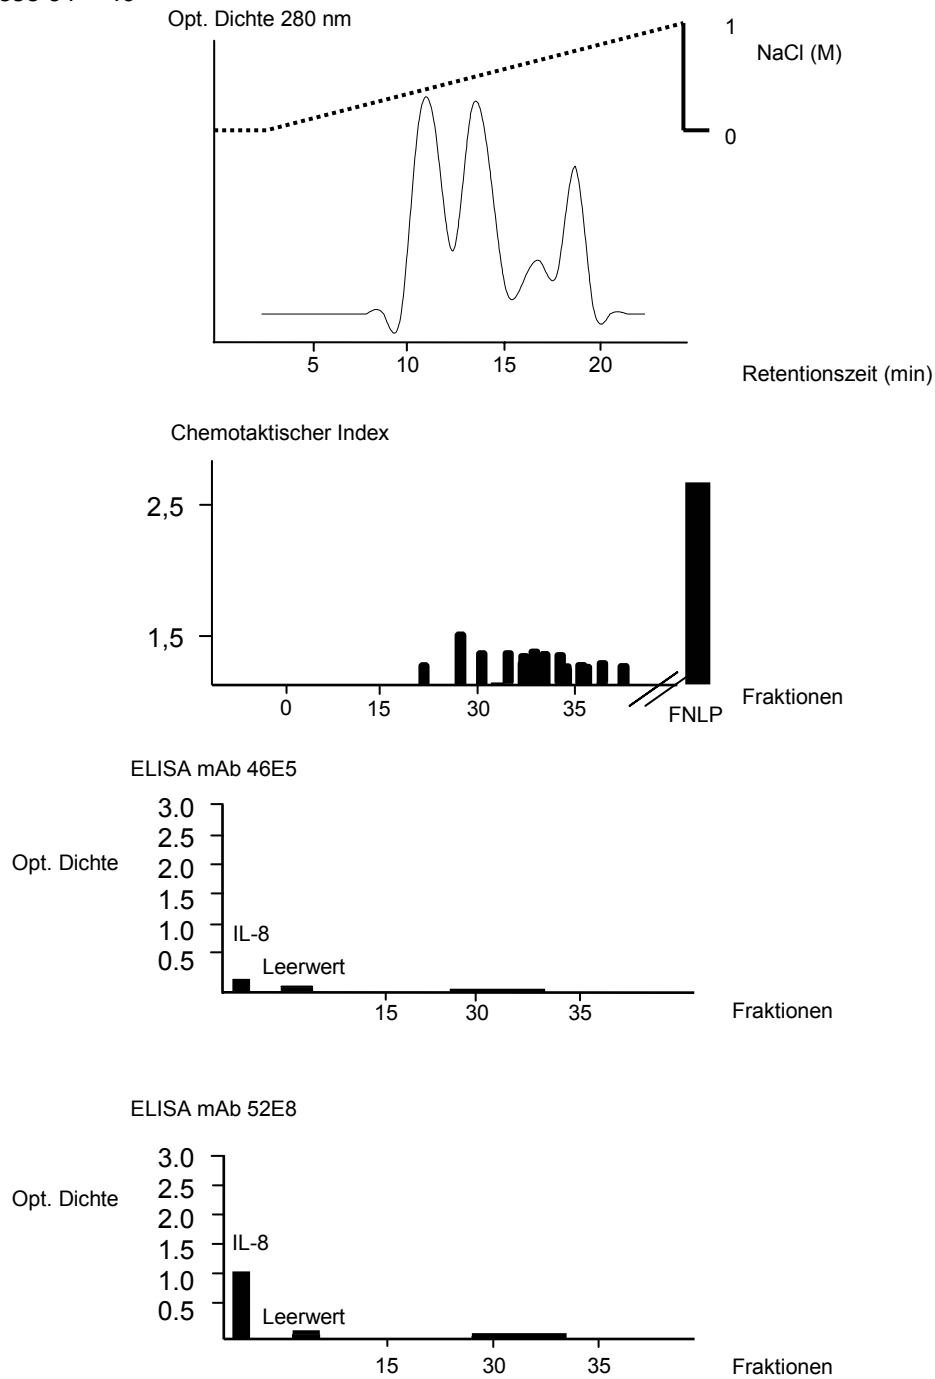 Opt. Dichte 280 nm
1
NaCl (M)
0
5 10 15 20
Retentionszeit (min)
Chemotaktischer Index
2,5
1,5
0 15 30 35
Fraktionen
FNLP
ELISA mAb 46E5
3.0
2.5
Opt. Dichte
2.0
1.5
1.0
IL-8
0.5
Leerwert
15 30 35
Fraktionen
ELISA mAb 52E8
3.0
2.5
Opt. Dichte
2.0
1.5
IL-8
1.0
0.5
Leerwert
15 30 35
Fraktionen